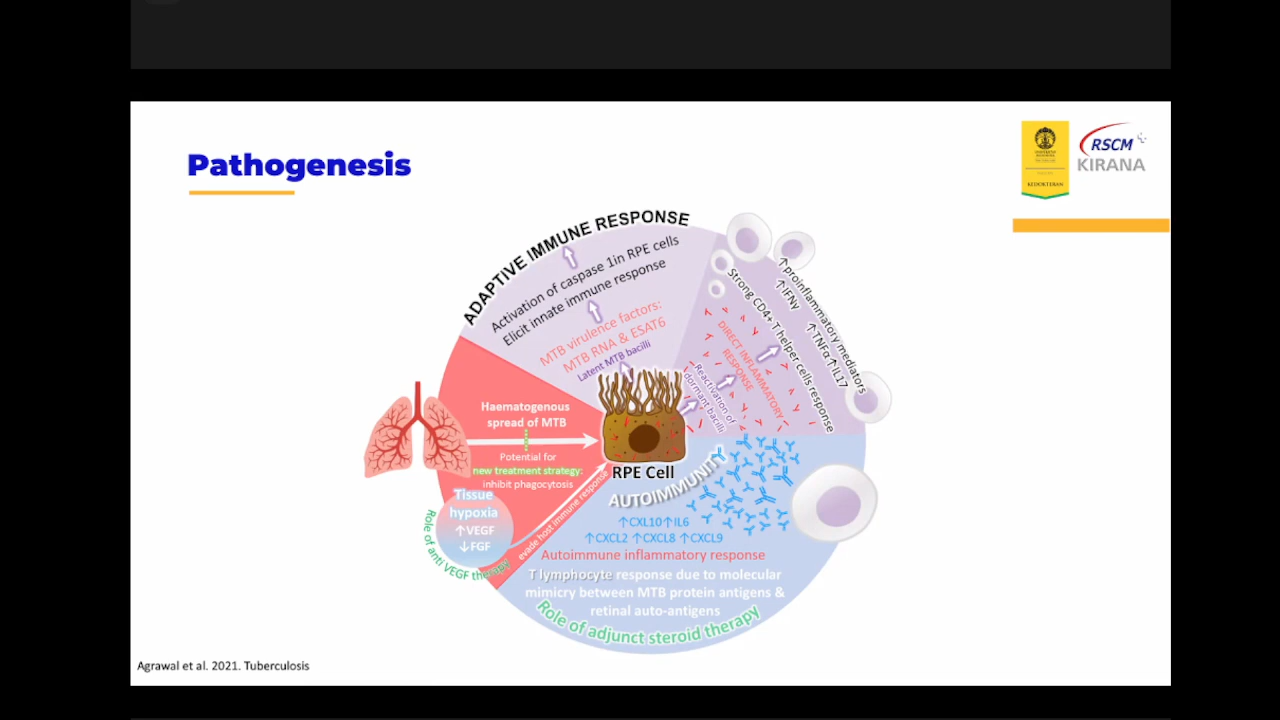 Pathogenesis
RSCM
KIRANA
KEDOKTERAN
ADAPTIVE IMMUNE RESPONSE
Activation of caspase 1in RPE cells
Elicit innate immune response
MTB virulence factors:
MTB RNA & ESAT6
Latent MTB bacilli
↑proinflammatory mediators
↑IFNγ
↑TNFα↑IL17
Strong CD4+ T helper cells response
DIRECT INFLAMMATORY
RESPONSE
Reactivation of
dormant bacilli
Haematogenous
spread of MTB
Potential for
new treatment strategy:
inhibit phagocytosis
RPE Cell
Tissue
hypoxia
↑VEGF
↓FGF
Role of anti VEGF therapy
evade host immune response
AUTOIMMUNITY
↑CXL10↑IL6
↑CXCL2 ↑CXCL8 ↑CXCL9
Autoimmune inflammatory response
T lymphocyte response due to molecular
mimicry between MTB protein antigens &
retinal auto-antigens
Role of adjunct steroid therapy
Agrawal et al. 2021. Tuberculosis